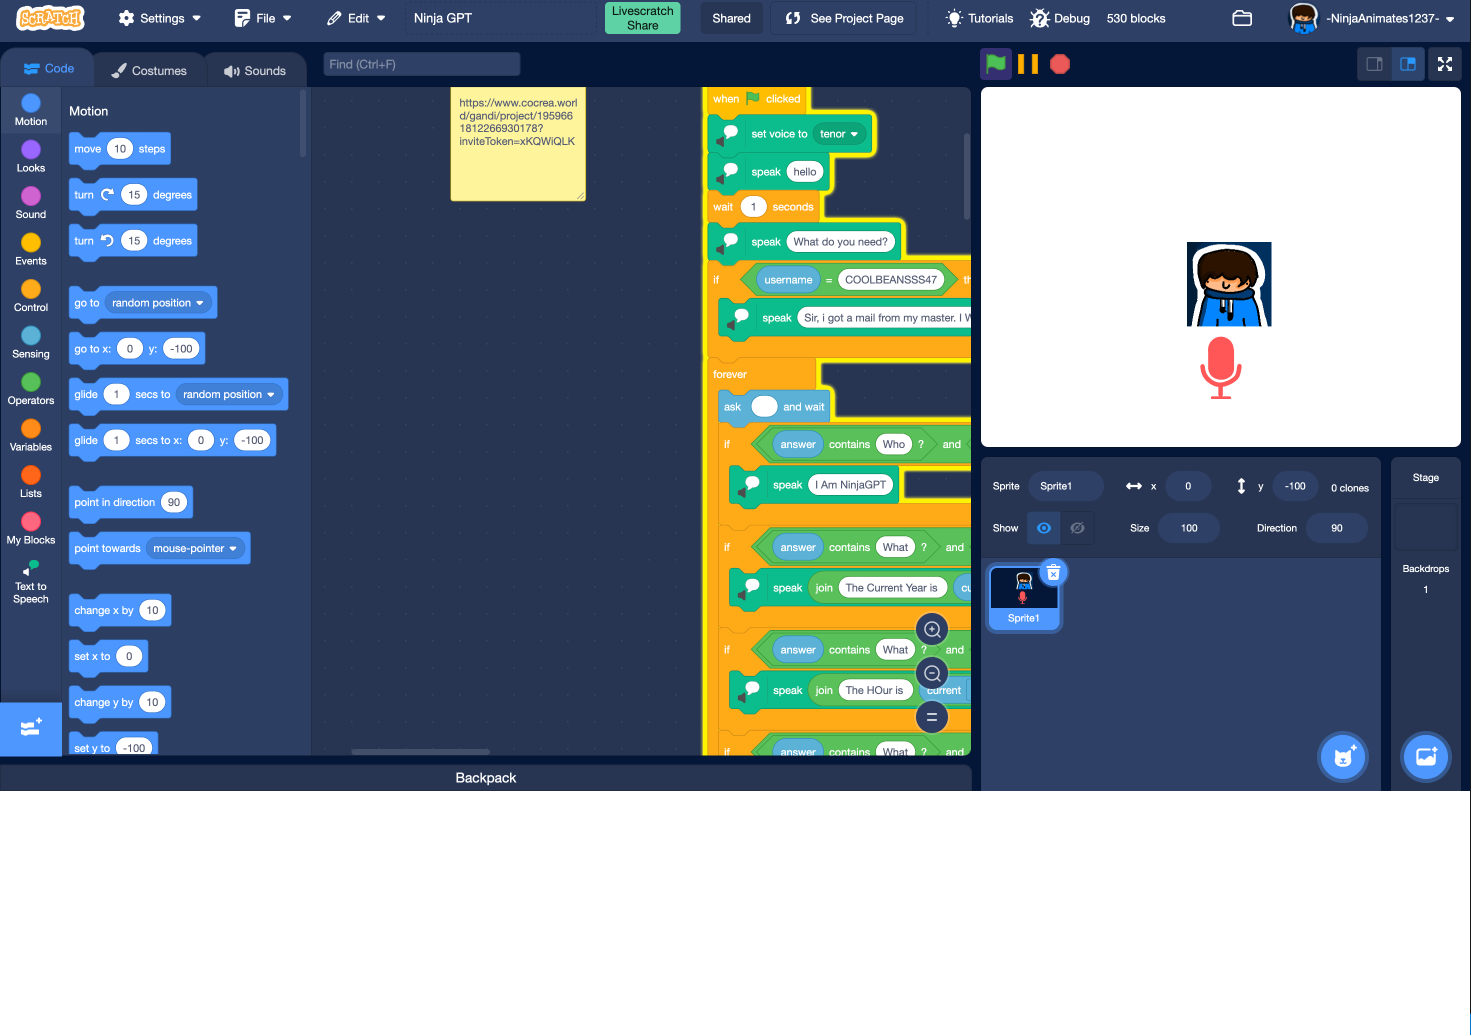 SCRATCH
Settings
File
Edit
Ninja GPT
Livescratch
Share
Shared
See Project Page
Tutorials
Debug
530 blocks
-NinjaAnimates1237-
Code
Costumes
Sounds
Find (Ctrl+F)
Motion
Looks
Sound
Events
Control
Sensing
Operators
Variables
Lists
My Blocks
Text to
Speech
Motion
move 10 steps
turn 15 degrees
turn 15 degrees
go to random position
go to x: 0 y: -100
glide 1 secs to random position
glide 1 secs to x: 0 y: -100
point in direction 90
point towards mouse-pointer
change x by 10
set x to 0
change y by 10
set y to -100
https://www.cocrea.worl
d/gandi/project/195966
1812266930178?
inviteToken=xKQWiQLK
when clicked
set voice to tenor
speak hello
wait 1 seconds
speak What do you need?
if username = COOLBEANSSS47 th
speak Sir, i got a mail from my master. I W
forever
ask and wait
if answer contains Who ? and
speak I Am NinjaGPT
if answer contains What ? and
speak join The Current Year is cu
if answer contains What ? and
speak join The HOur is current
if answer contains What ? and
Backpack
Sprite Sprite1 x 0 y -100 0 clones
Show Size 100 Direction 90
Sprite1
Stage
Backdrops
1